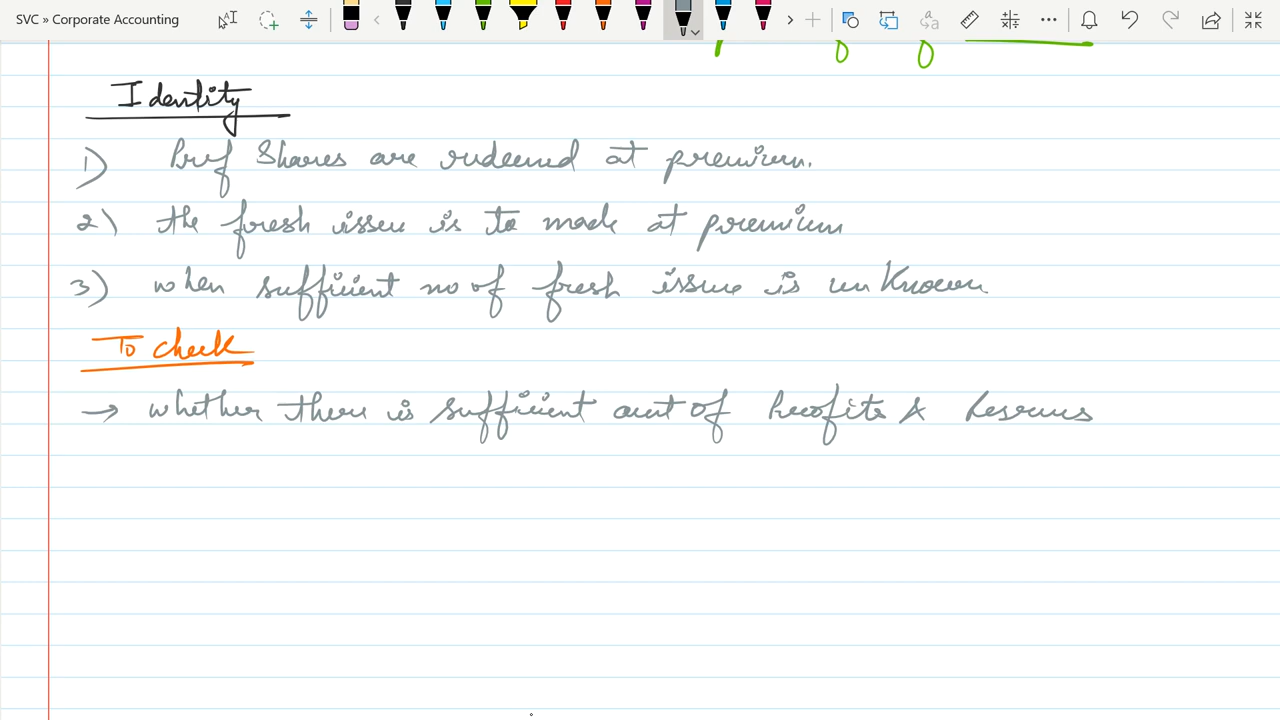 SVC » Corporate Accounting
Identity
1) Pref Shares are redeemed at premium.
2) the fresh issue is to made at premium
3) when sufficient no of fresh issue is unknown
To check
→ whether there is sufficient amt of Profits & Reserves